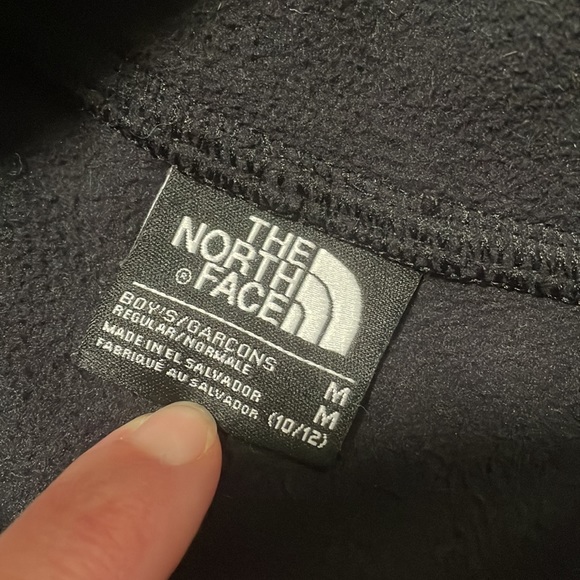 THE
NORTH
FACE
®
BOY'S/GARCONS
REGULAR/NORMALE M
MADE IN EL SALVADOR M
FABRIQUÉ AU SALVADOR (10/12)